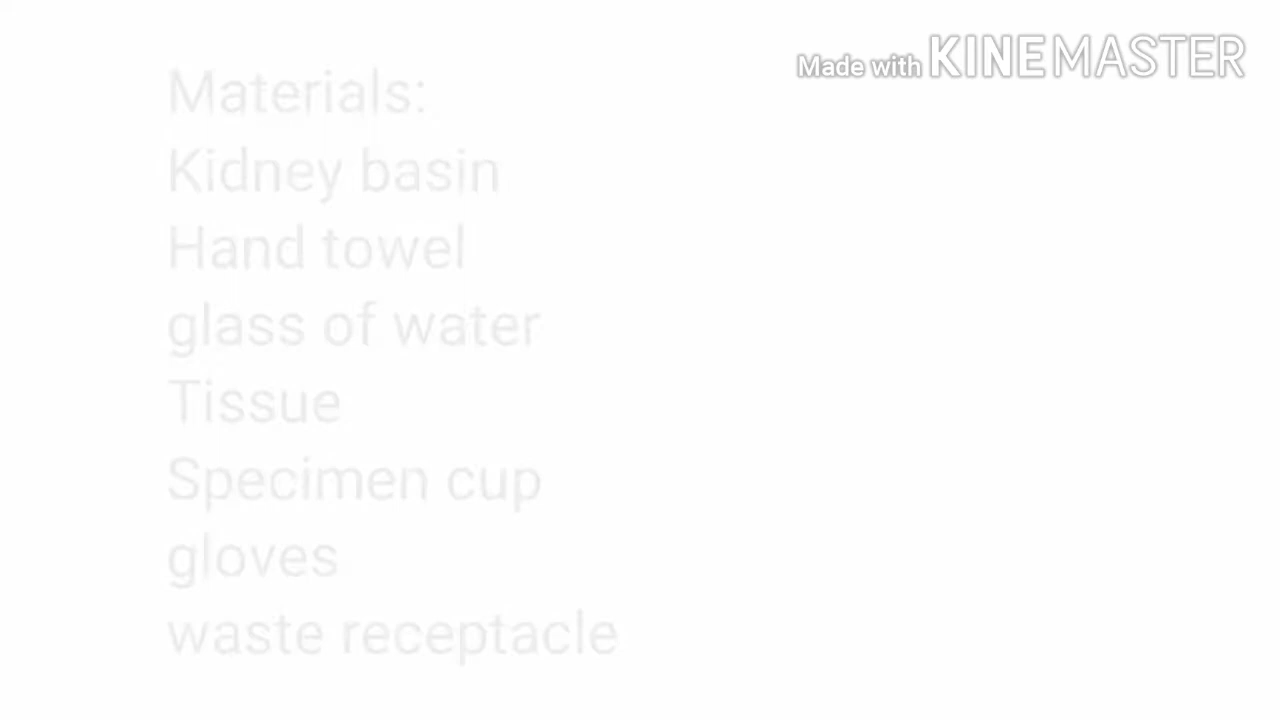 Made with KINEMASTER
Materials:
Kidney basin
Hand towel
glass of water
Tissue
Specimen cup
gloves
waste receptacle